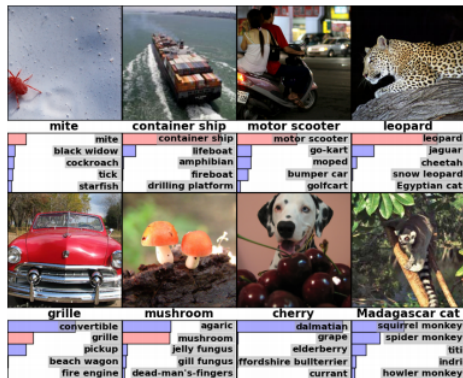 mite
container ship
motor scooter
leopard
mite
black widow
cockroach
tick
starfish
container ship
lifeboat
amphibian
fireboat
drilling platform
motor scooter
go-kart
moped
bumper car
golfcart
leopard
jaguar
cheetah
snow leopard
Egyptian cat
grille
mushroom
cherry
Madagascar cat
convertible
grille
pickup
beach wagon
fire engine
agaric
mushroom
jelly fungus
gill fungus
dead-man's-fingers
dalmatian
grape
elderberry
ffordshire bullterrier
currant
squirrel monkey
spider monkey
titi
indri
howler monkey